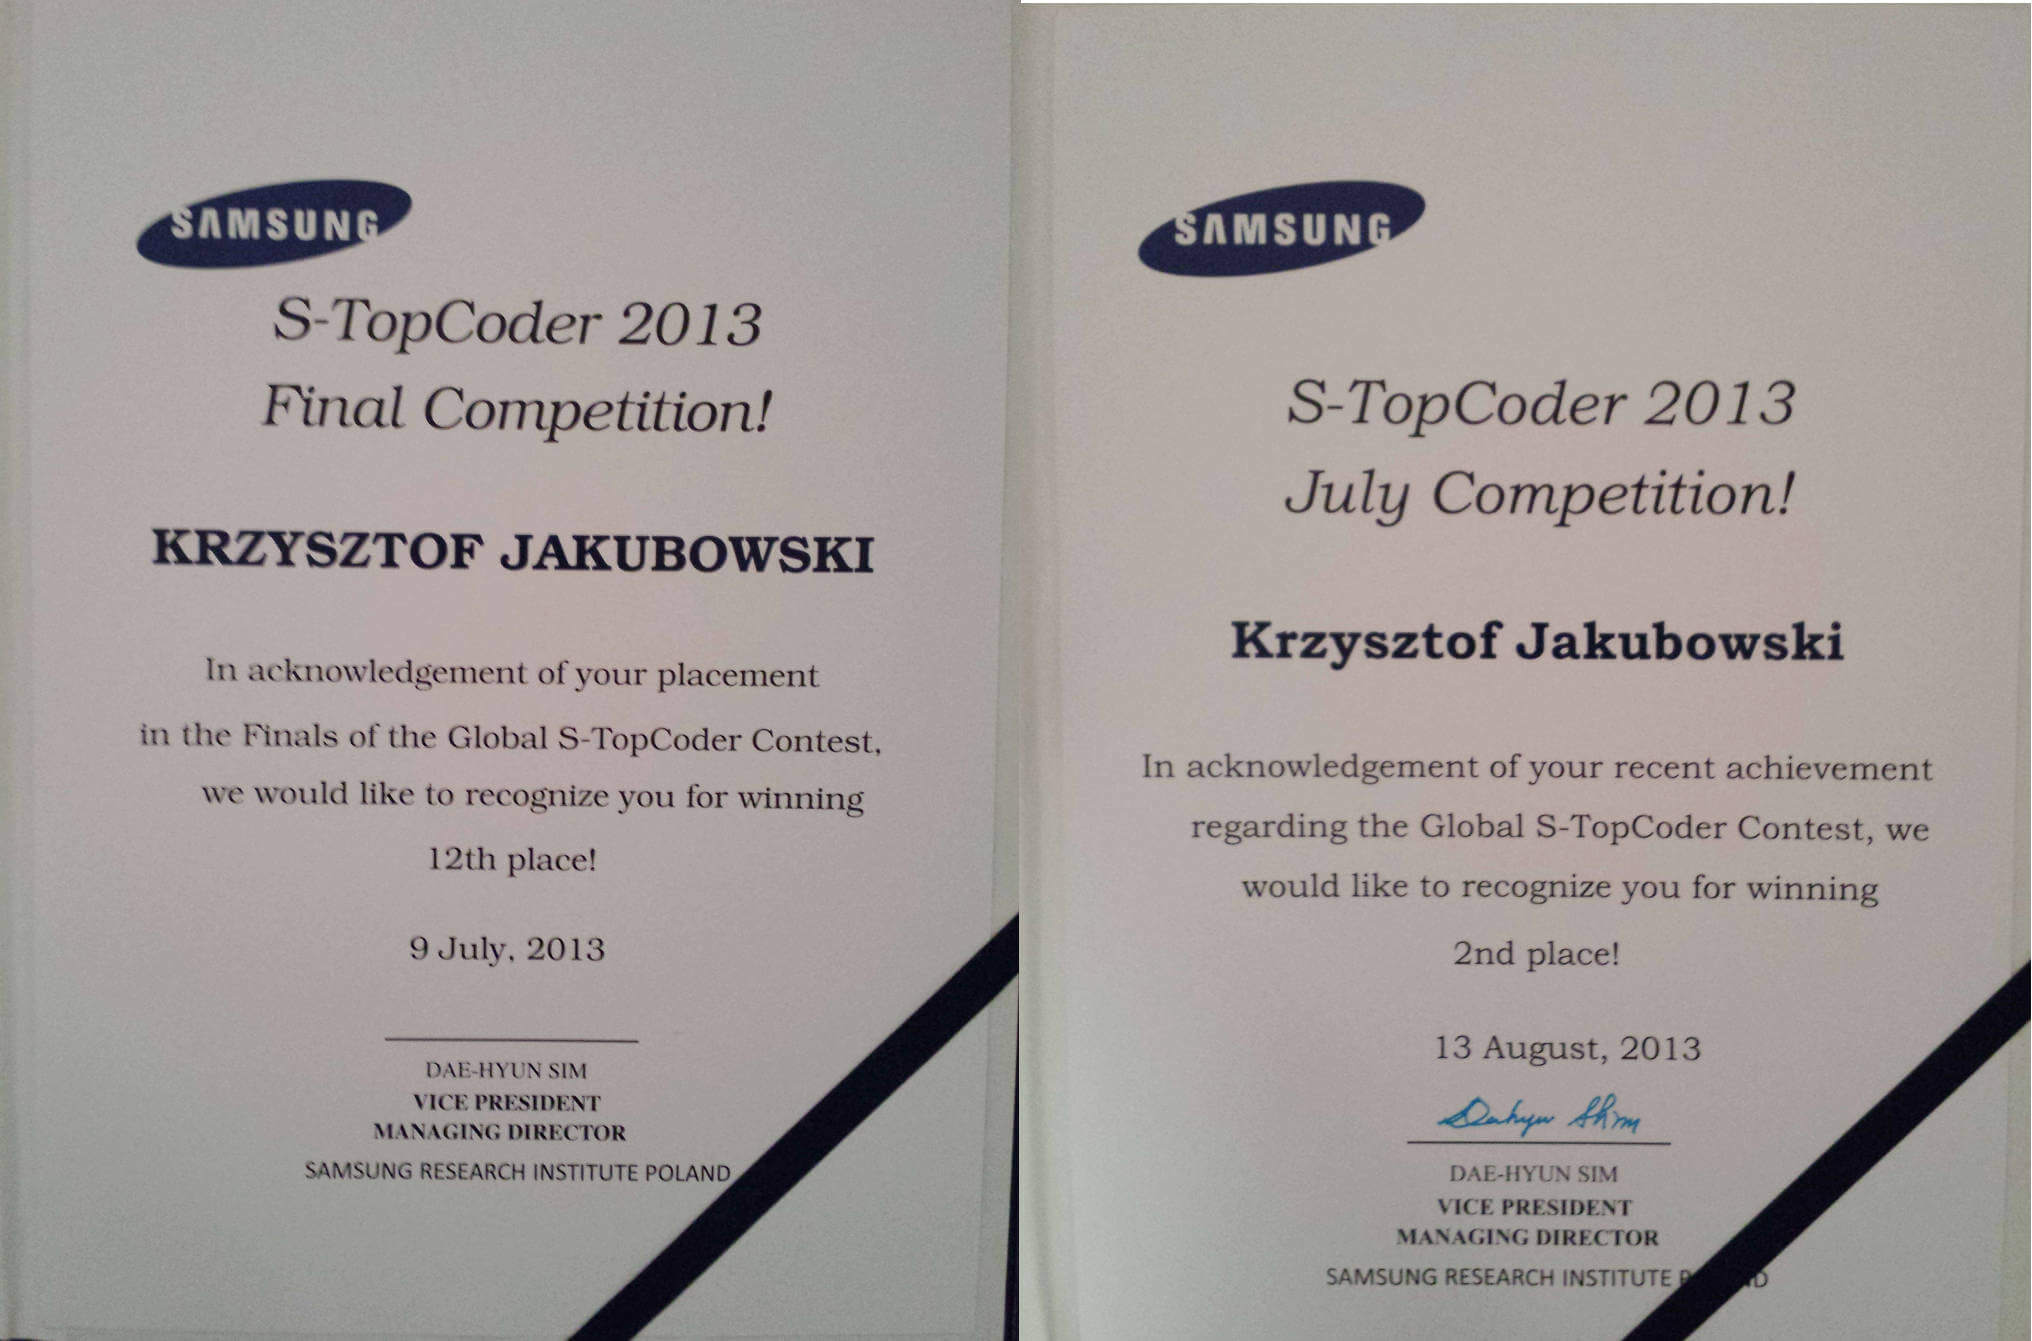 SAMSUNG
S-TopCoder 2013
Final Competition!
KRZYSZTOF JAKUBOWSKI
In acknowledgement of your placement
in the Finals of the Global S-TopCoder Contest,
we would like to recognize you for winning
12th place!
9 July, 2013
DAE-HYUN SIM
VICE PRESIDENT
MANAGING DIRECTOR
SAMSUNG RESEARCH INSTITUTE POLAND
SAMSUNG
S-TopCoder 2013
July Competition!
Krzysztof Jakubowski
In acknowledgement of your recent achievement
regarding the Global S-TopCoder Contest, we
would like to recognize you for winning
2nd place!
13 August, 2013
DAE-HYUN SIM
VICE PRESIDENT
MANAGING DIRECTOR
SAMSUNG RESEARCH INSTITUTE